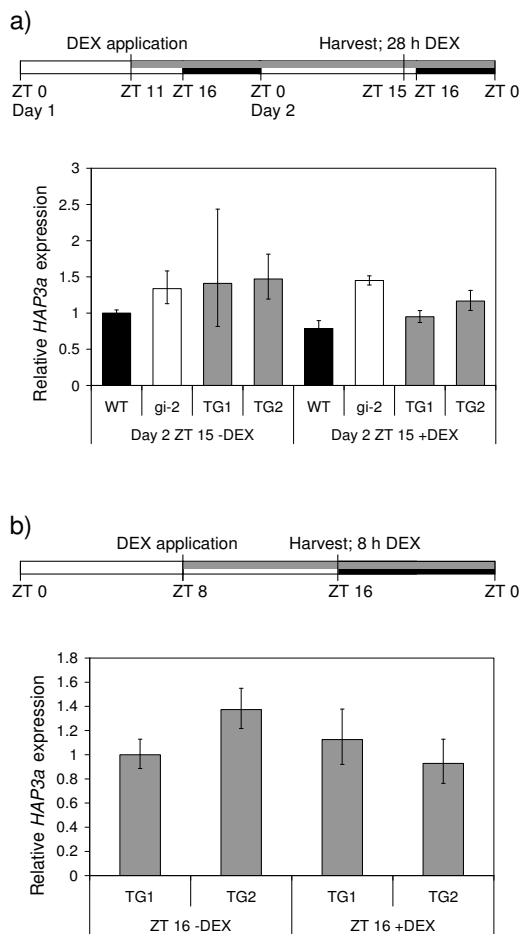 a)
DEX application Harvest; 28 h DEX
ZT 0 ZT 11 ZT 16 ZT 0 ZT 15 ZT 16 ZT 0
Day 1 Day 2
Relative HAP3a expression
3
2.5
2
1.5
1
0.5
0
WT gi-2 TG1 TG2 WT gi-2 TG1 TG2
Day 2 ZT 15 -DEX Day 2 ZT 15 +DEX
b)
DEX application Harvest; 8 h DEX
ZT 0 ZT 8 ZT 16 ZT 0
Relative HAP3a expression
1.8
1.6
1.4
1.2
1
0.8
0.6
0.4
0.2
0
TG1 TG2 TG1 TG2
ZT 16 -DEX ZT 16 +DEX